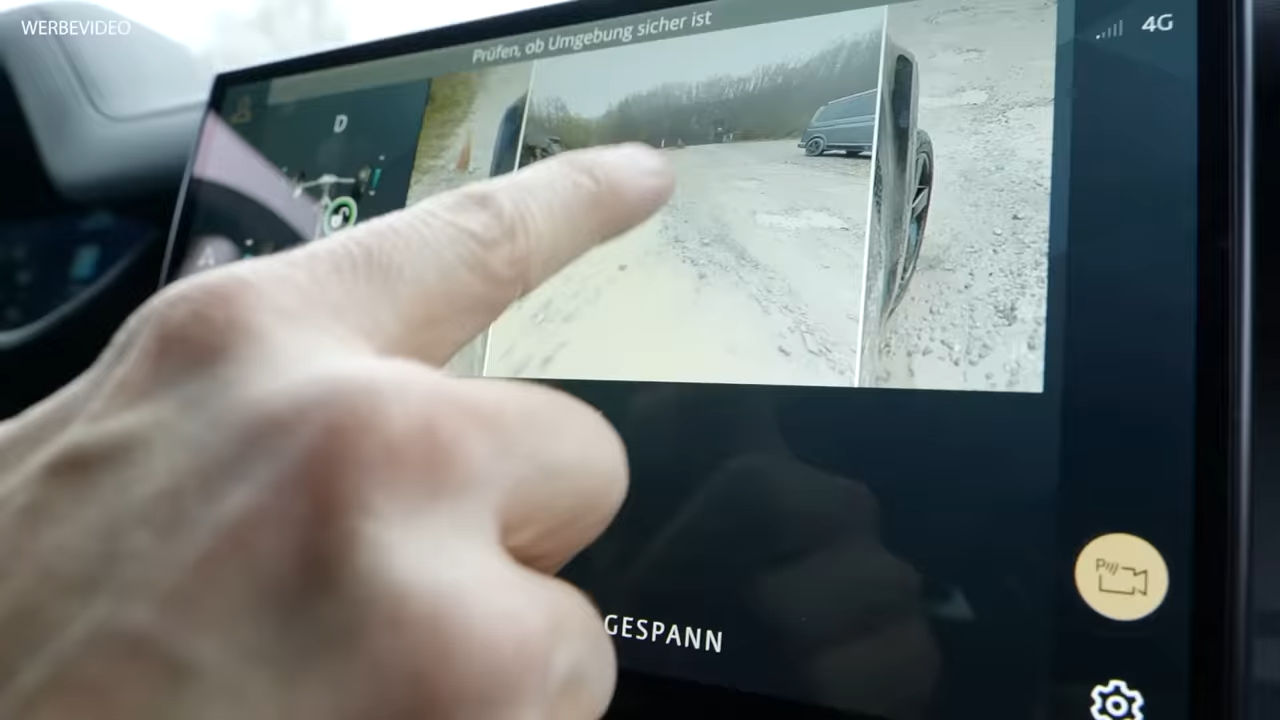 WERBEVIDEO
Prüfen, ob Umgebung sicher ist
4G
D
P
GESPANN